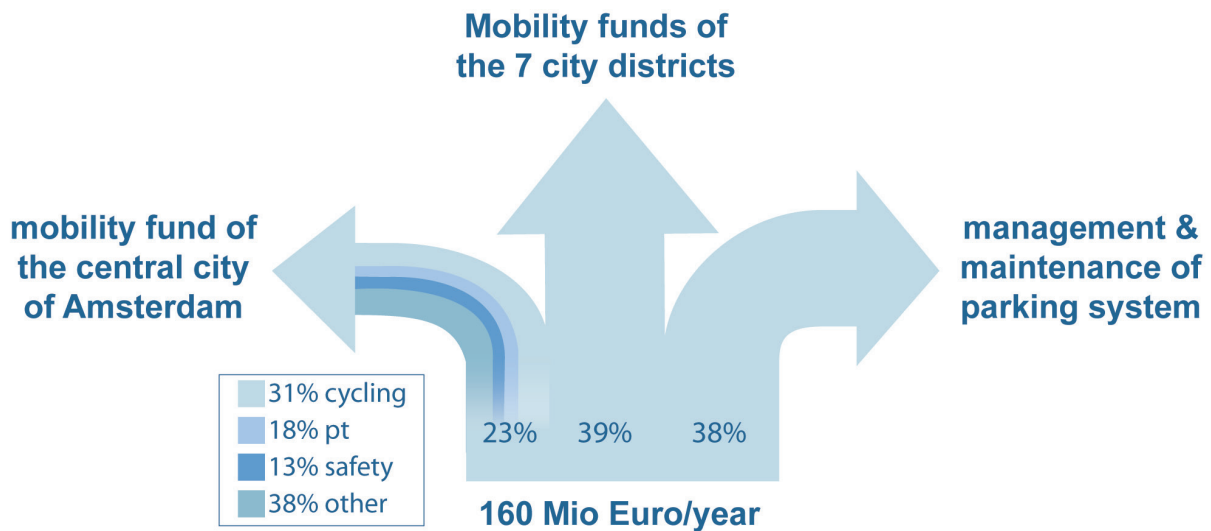 Mobility funds of
the 7 city districts
mobility fund of
the central city
of Amsterdam
management &
maintenance of
parking system
31% cycling
18% pt
13% safety
38% other
23%
39%
38%
160 Mio Euro/year